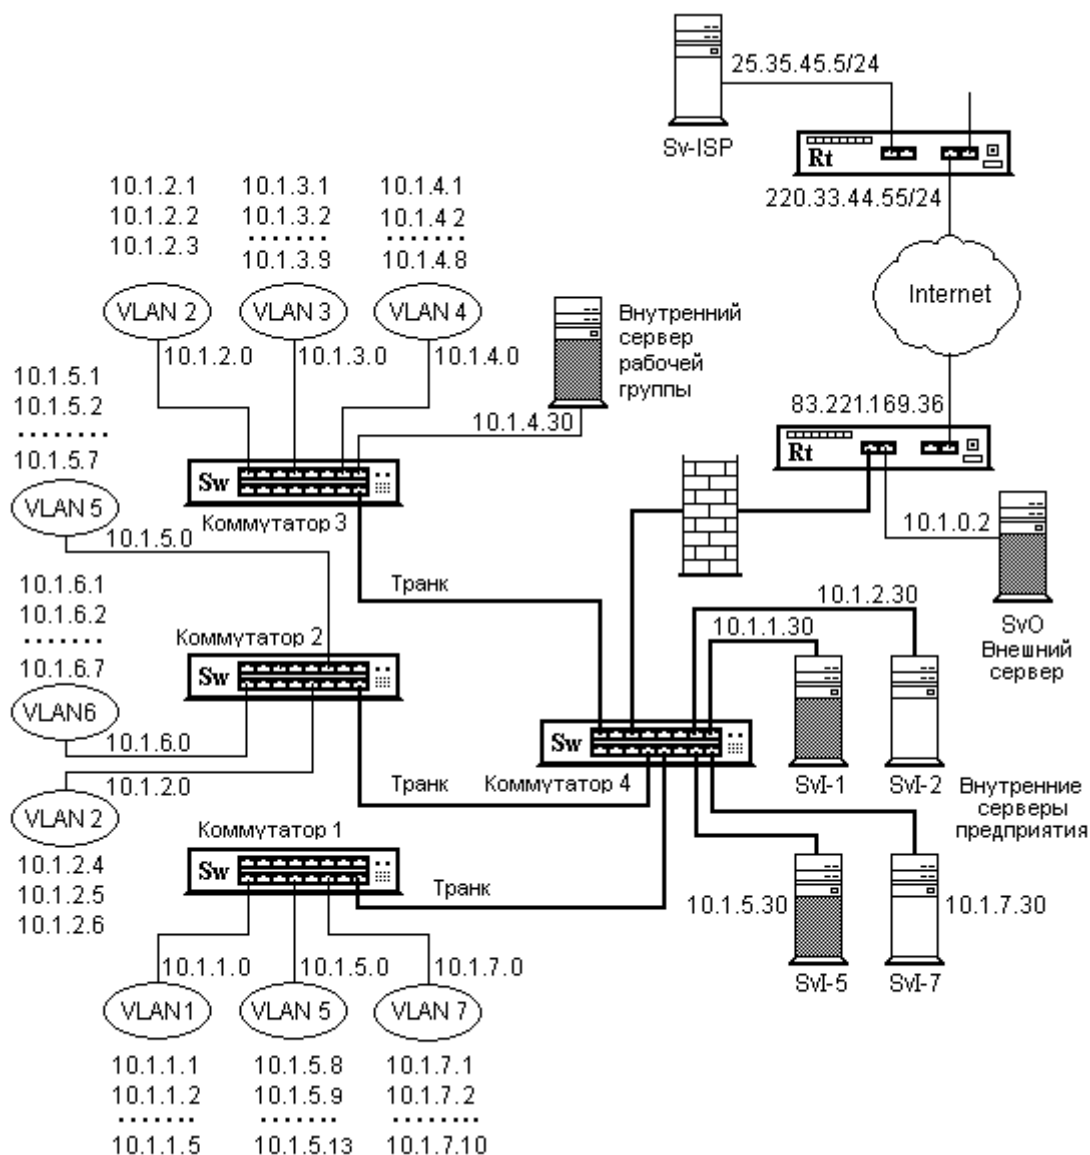 25.35.45.5/24
Sv-ISP
Rt
220.33.44.55/24
Internet
83.221.169.36
Rt
10.1.0.2
SvO
Внешний
сервер
10.1.2.1
10.1.2.2
10.1.2.3
10.1.3.1
10.1.3.2
10.1.3.9
10.1.4.1
10.1.4.2
10.1.4.8
VLAN 2
VLAN 3
VLAN 4
10.1.2.0
10.1.3.0
10.1.4.0
Внутренний
сервер
рабочей
группы
10.1.4.30
Sw
Коммутатор 3
Транк
10.1.5.1
10.1.5.2
10.1.5.7
VLAN 5
10.1.5.0
10.1.6.1
10.1.6.2
10.1.6.7
VLAN6
10.1.6.0
Коммутатор 2
Sw
10.1.2.0
VLAN 2
10.1.2.4
10.1.2.5
10.1.2.6
Транк
Sw
Коммутатор 4
10.1.2.30
10.1.1.30
SvI-1
SvI-2
Внутренние
серверы
предприятия
10.1.5.30
10.1.7.30
SvI-5
SvI-7
Коммутатор 1
Sw
Транк
10.1.1.0
10.1.5.0
10.1.7.0
VLAN1
VLAN 5
VLAN 7
10.1.1.1
10.1.1.2
10.1.1.5
10.1.5.8
10.1.5.9
10.1.5.13
10.1.7.1
10.1.7.2
10.1.7.10